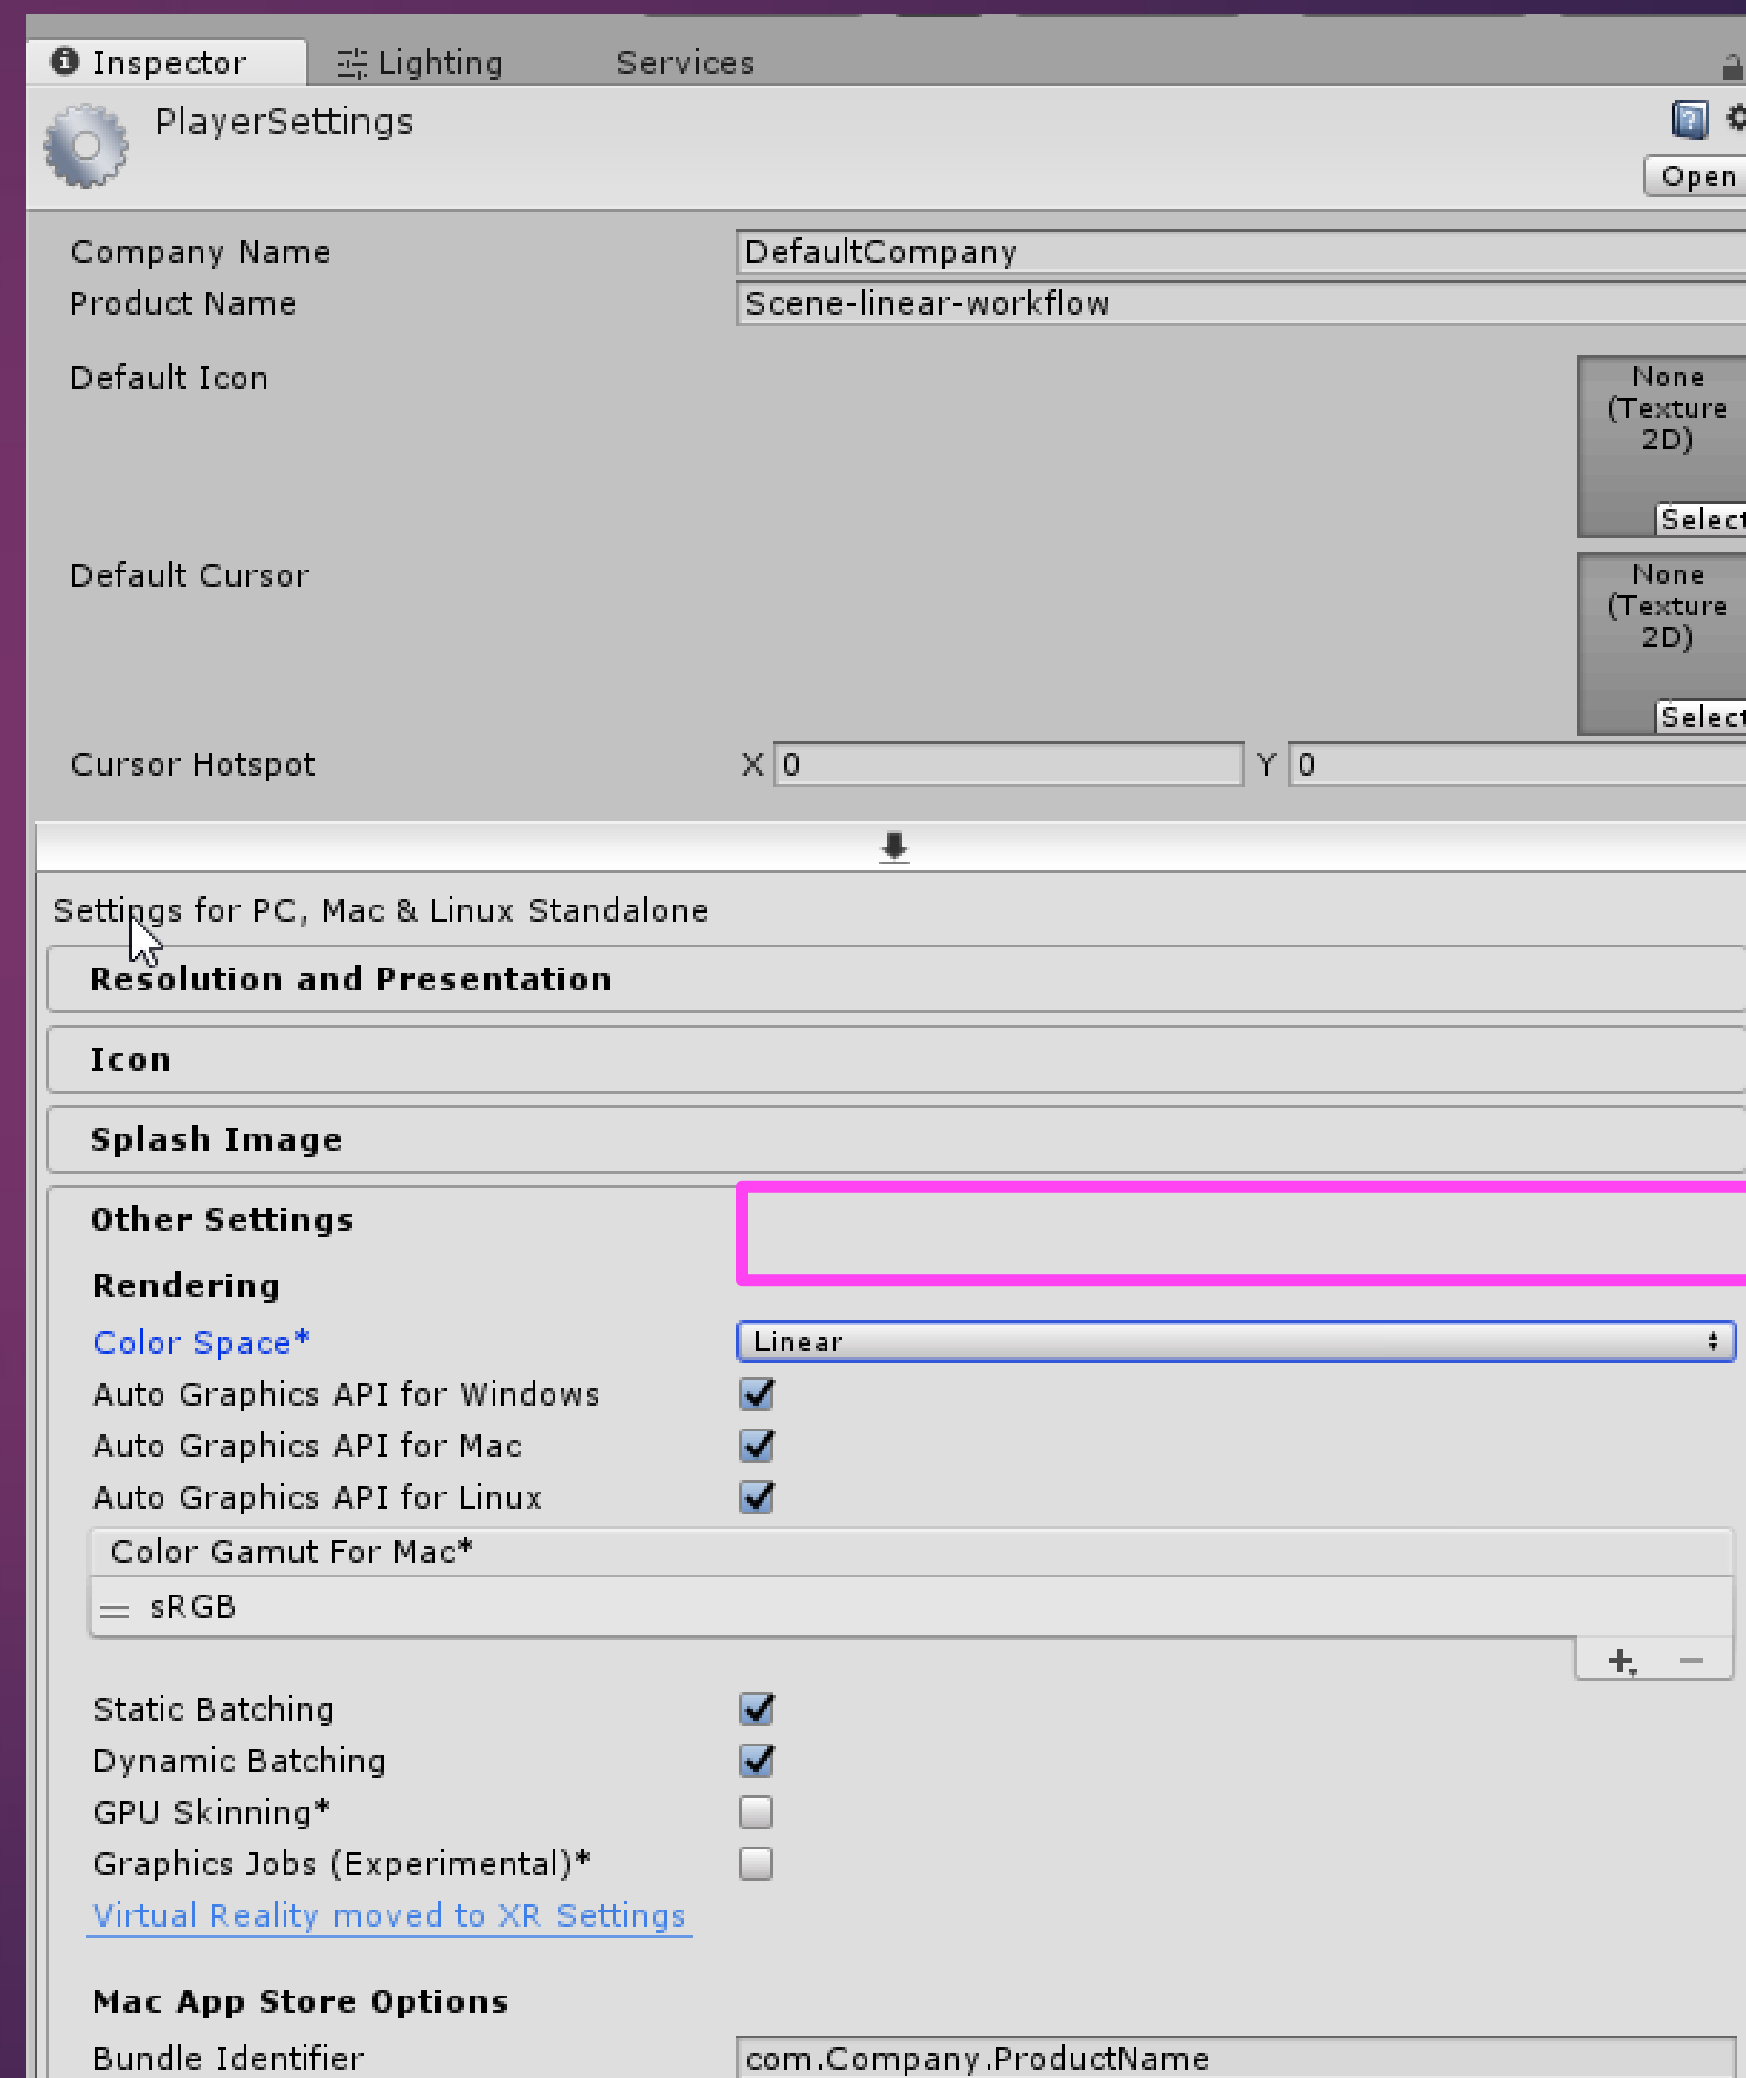 Inspector
Lighting
Services
PlayerSettings
Open
Company Name
DefaultCompany
Product Name
Scene-linear-workflow
Default Icon
None
(Texture
2D)
Select
Default Cursor
None
(Texture
2D)
Select
Cursor Hotspot
X 0
Y 0
Settings for PC, Mac & Linux Standalone
Resolution and Presentation
Icon
Splash Image
Other Settings
Rendering
Color Space*
Linear
Auto Graphics API for Windows
Auto Graphics API for Mac
Auto Graphics API for Linux
Color Gamut For Mac*
sRGB
Static Batching
Dynamic Batching
GPU Skinning*
Graphics Jobs (Experimental)*
Virtual Reality moved to XR Settings
Mac App Store Options
Bundle Identifier
com.Company.ProductName